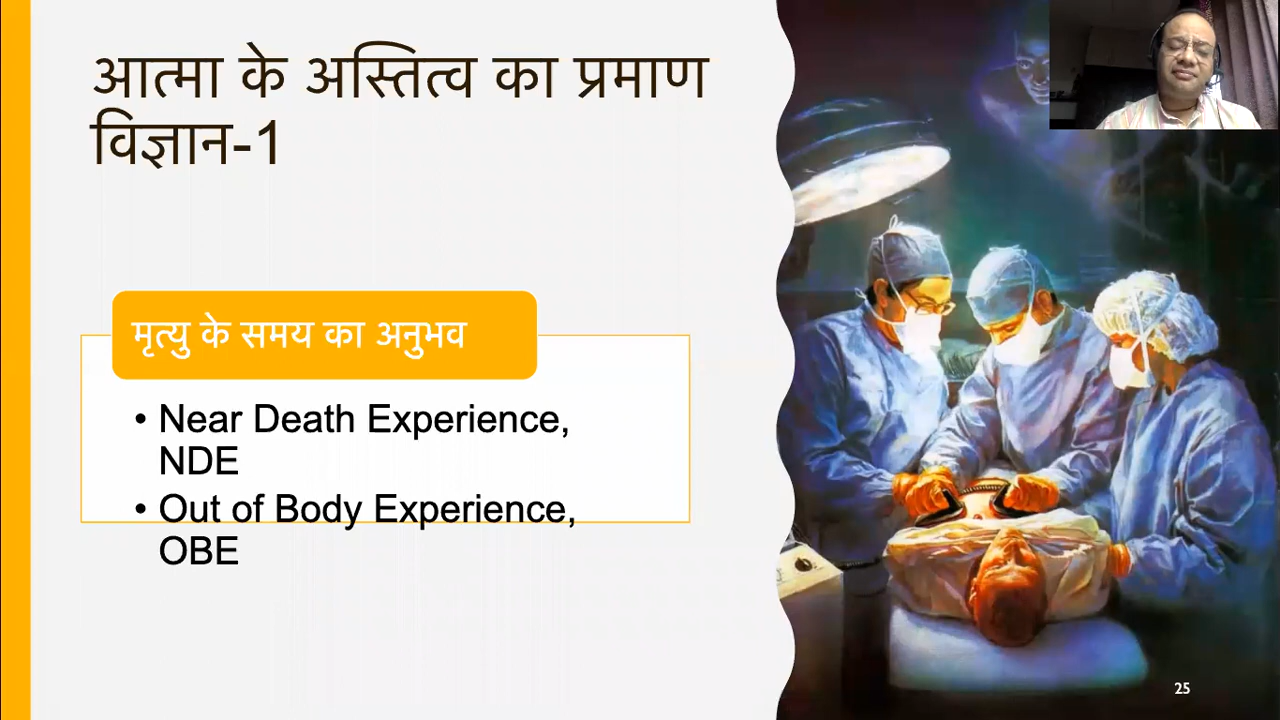 आत्मा के अस्तित्व का प्रमाण
विज्ञान-1
मृत्यु के समय का अनुभव
• Near Death Experience,
NDE
• Out of Body Experience,
OBE
25